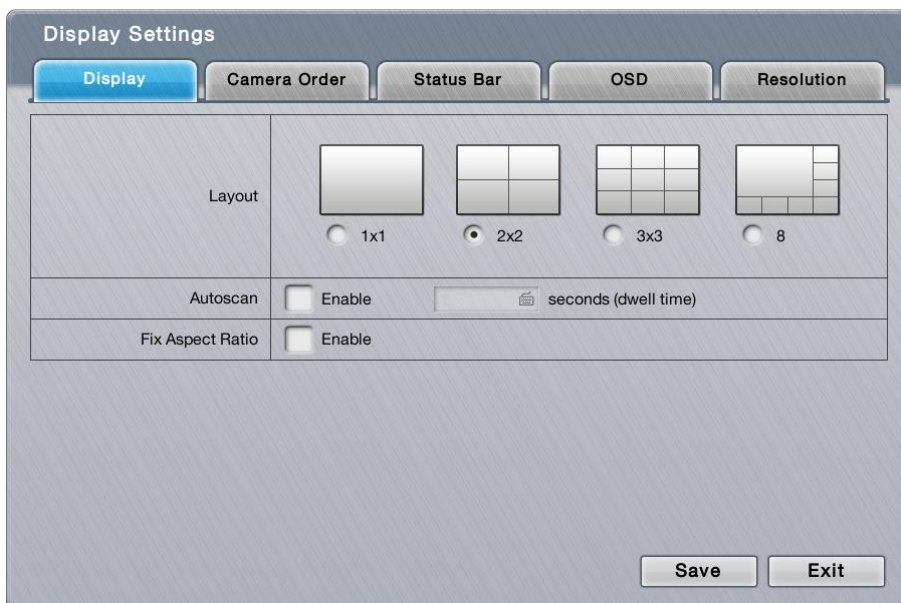 Display Settings
Display Camera Order Status Bar OSD Resolution
Layout
1x1 2x2 3x3 8
Autoscan Enable seconds (dwell time)
Fix Aspect Ratio Enable
Save Exit